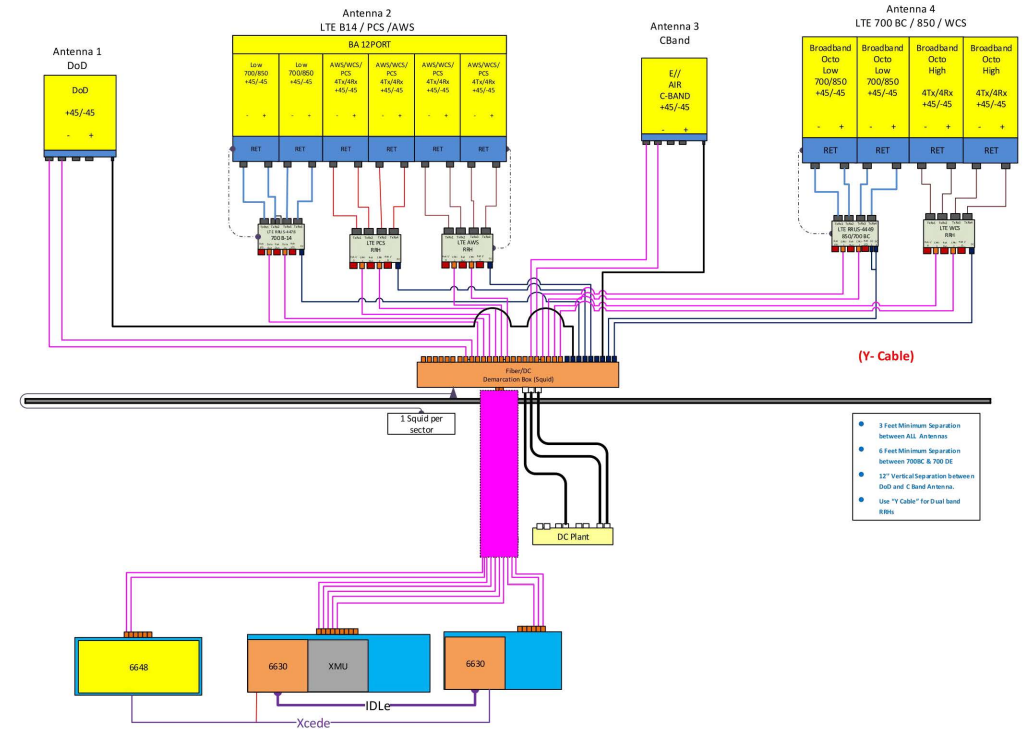 Antenna 1
DoD
DoD
+45/-45
- +
Antenna 2
LTE B14 / PCS /AWS
BA 12PORT
Low
700/850
+45/-45
- +
Low
700/850
+45/-45
- +
AWS/WCS/
PCS
4Tx/4Rx
+45/-45
- +
AWS/WCS/
PCS
4Tx/4Rx
+45/-45
- +
AWS/WCS/
PCS
4Tx/4Rx
+45/-45
- +
AWS/WCS/
PCS
4Tx/4Rx
+45/-45
- +
RET
RET
RET
RET
RET
RET
LTE RRUS-4478
700 B-14
LTE PCS
RRH
LTE AWS
RRH
Antenna 3
CBand
E//
AIR
C-BAND
+45/-45
- +
Antenna 4
LTE 700 BC / 850 / WCS
Broadband
Octo
Low
700/850
+45/-45
- +
Broadband
Octo
Low
700/850
+45/-45
- +
Broadband
Octo
High
4Tx/4Rx
+45/-45
- +
Broadband
Octo
High
4Tx/4Rx
+45/-45
- +
RET
RET
RET
RET
LTE RRUS-4449
850/700 BC
LTE WCS
RRH
(Y- Cable)
Fiber/DC
Demarcation Box (Squid)
1 Squid per
sector
3 Feet Minimum Separation
between ALL Antennas
6 Feet Minimum Separation
between 700BC & 700 DE
12" Vertical Separation between
DoD and C Band Antenna.
Use "Y Cable" for Dual band
RRHs
DC Plant
6648
6630
XMU
6630
IDLe
Xcede